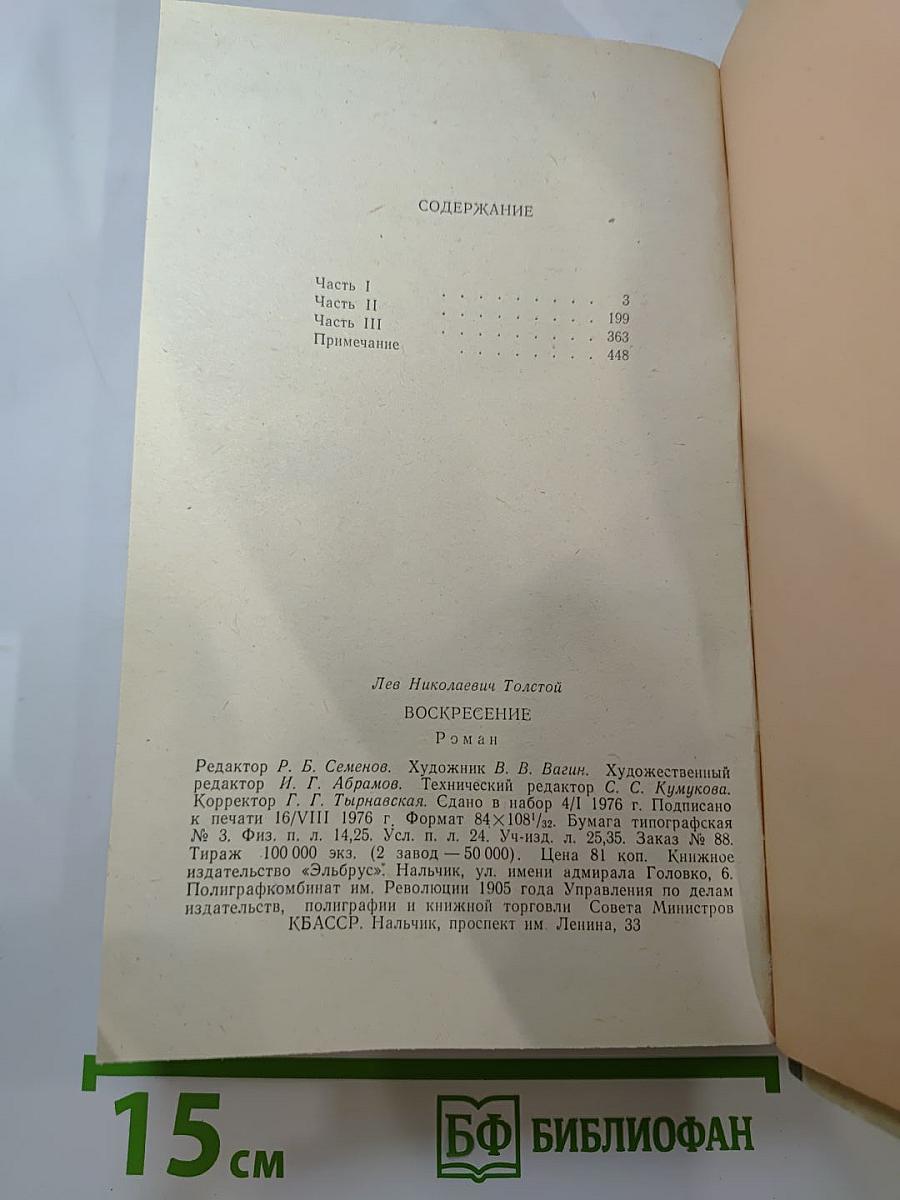 СОДЕРЖАНИЕ
Часть I . . . . . . . . . 3
Часть II . . . . . . . . . 199
Часть III . . . . . . . . . 363
Примечание . . . . . . . . 448
Лев Николаевич Толстой
ВОСКРЕСЕНИЕ
Роман
Редактор Р. Б. Семенов. Художник В. В. Вагин. Художественный
редактор И. Г. Абрамов. Технический редактор С. С. Кумукова.
Корректор Г. Г. Тырнавская. Сдано в набор 4/I 1976 г. Подписано
к печати 16/VIII 1976 г. Формат 84×108¹/₃₂. Бумага типографская
№ 3. Физ. п. л. 14,25. Усл. п. л. 24. Уч-изд. л. 25,35. Заказ № 88.
Тираж 100 000 экз. (2 завод — 50 000). Цена 81 коп. Книжное
издательство «Эльбрус». Нальчик, ул. имени адмирала Головко, 6.
Полиграфкомбинат им. Революции 1905 года Управления по делам
издательств, полиграфии и книжной торговли Совета Министров
КБАССР. Нальчик, проспект им. Ленина, 33
15 см
БФ БИБЛИОФАН